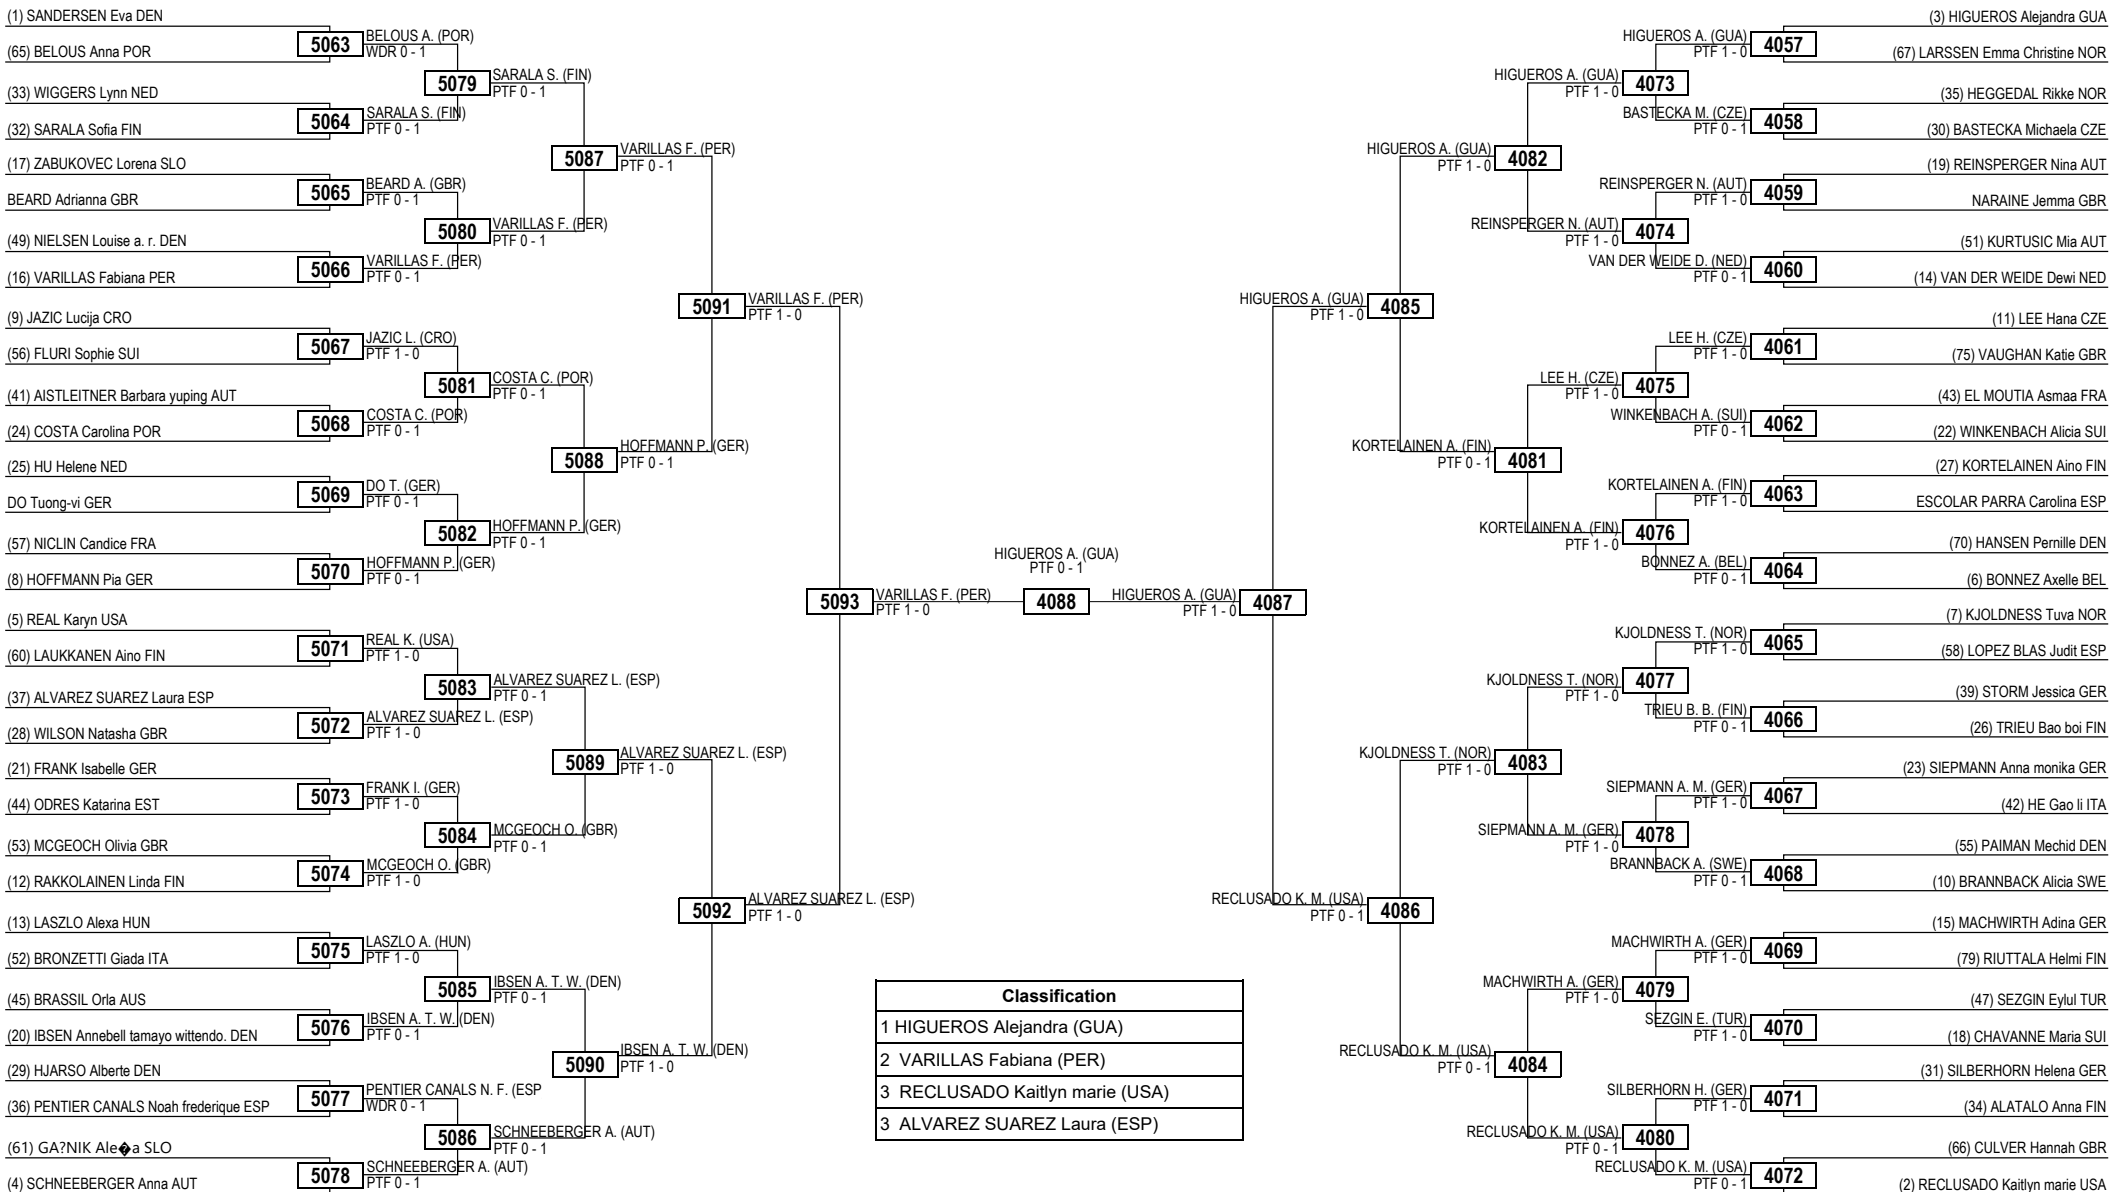 (1) SANDERSEN Eva DEN
5063
BELOUS A. (POR)
WDR 0 - 1
(65) BELOUS Anna POR
5079
SARALA S. (FIN)
PTF 0 - 1
(33) WIGGERS Lynn NED
5064
SARALA S. (FIN)
PTF 0 - 1
(32) SARALA Sofia FIN
5087
VARILLAS F. (PER)
PTF 0 - 1
(17) ZABUKOVEC Lorena SLO
5065
BEARD A. (GBR)
PTF 0 - 1
BEARD Adrianna GBR
5080
VARILLAS F. (PER)
PTF 0 - 1
(49) NIELSEN Louise a. r. DEN
5066
VARILLAS F. (PER)
PTF 0 - 1
(16) VARILLAS Fabiana PER
5091
VARILLAS F. (PER)
PTF 1 - 0
(9) JAZIC Lucija CRO
5067
JAZIC L. (CRO)
PTF 1 - 0
(56) FLURI Sophie SUI
5081
COSTA C. (POR)
PTF 0 - 1
(41) AISTLEITNER Barbara yuping AUT
5068
COSTA C. (POR)
PTF 0 - 1
(24) COSTA Carolina POR
5088
HOFFMANN P. (GER)
PTF 0 - 1
(25) HU Helene NED
5069
DO T. (GER)
PTF 0 - 1
DO Tuong-vi GER
5082
HOFFMANN P. (GER)
PTF 0 - 1
(57) NICLIN Candice FRA
5070
HOFFMANN P. (GER)
PTF 0 - 1
(8) HOFFMANN Pia GER
5093
VARILLAS F. (PER)
PTF 1 - 0
(5) REAL Karyn USA
5071
REAL K. (USA)
PTF 1 - 0
(60) LAUKKANEN Aino FIN
5083
ALVAREZ SUAREZ L. (ESP)
PTF 0 - 1
(37) ALVAREZ SUAREZ Laura ESP
5072
ALVAREZ SUAREZ L. (ESP)
PTF 1 - 0
(28) WILSON Natasha GBR
5089
ALVAREZ SUAREZ L. (ESP)
PTF 1 - 0
(21) FRANK Isabelle GER
5073
FRANK I. (GER)
PTF 1 - 0
(44) ODRES Katarina EST
5084
MCGEOCH O. (GBR)
PTF 0 - 1
(53) MCGEOCH Olivia GBR
5074
MCGEOCH O. (GBR)
PTF 1 - 0
(12) RAKKOLAINEN Linda FIN
5092
ALVAREZ SUAREZ L. (ESP)
PTF 1 - 0
(13) LASZLO Alexa HUN
5075
LASZLO A. (HUN)
PTF 1 - 0
(52) BRONZETTI Giada ITA
5085
IBSEN A. T. W. (DEN)
PTF 0 - 1
(45) BRASSIL Orla AUS
5076
IBSEN A. T. W. (DEN)
PTF 0 - 1
(20) IBSEN Annebell tamayo wittendo. DEN
5090
IBSEN A. T. W. (DEN)
PTF 1 - 0
(29) HJARSO Alberte DEN
5077
PENTIER CANALS N. F. (ESP
WDR 0 - 1
(36) PENTIER CANALS Noah frederique ESP
5086
SCHNEEBERGER A. (AUT)
PTF 0 - 1
(61) GA?NIK Ale�a SLO
5078
SCHNEEBERGER A. (AUT)
PTF 0 - 1
(4) SCHNEEBERGER Anna AUT
HIGUEROS A. (GUA)
PTF 0 - 1
4088
Classification
1 HIGUEROS Alejandra (GUA)
2 VARILLAS Fabiana (PER)
3 RECLUSADO Kaitlyn marie (USA)
3 ALVAREZ SUAREZ Laura (ESP)
(3) HIGUEROS Alejandra GUA
HIGUEROS A. (GUA)
PTF 1 - 0
4057
(67) LARSSEN Emma Christine NOR
HIGUEROS A. (GUA)
PTF 1 - 0
4073
(35) HEGGEDAL Rikke NOR
BASTECKA M. (CZE)
PTF 0 - 1
4058
(30) BASTECKA Michaela CZE
HIGUEROS A. (GUA)
PTF 1 - 0
4082
(19) REINSPERGER Nina AUT
REINSPERGER N. (AUT)
PTF 1 - 0
4059
NARAINE Jemma GBR
REINSPERGER N. (AUT)
PTF 1 - 0
4074
(51) KURTUSIC Mia AUT
VAN DER WEIDE D. (NED)
PTF 0 - 1
4060
(14) VAN DER WEIDE Dewi NED
HIGUEROS A. (GUA)
PTF 1 - 0
4085
(11) LEE Hana CZE
LEE H. (CZE)
PTF 1 - 0
4061
(75) VAUGHAN Katie GBR
LEE H. (CZE)
PTF 1 - 0
4075
(43) EL MOUTIA Asmaa FRA
WINKENBACH A. (SUI)
PTF 0 - 1
4062
(22) WINKENBACH Alicia SUI
KORTELAINEN A. (FIN)
PTF 0 - 1
4081
(27) KORTELAINEN Aino FIN
KORTELAINEN A. (FIN)
PTF 1 - 0
4063
ESCOLAR PARRA Carolina ESP
KORTELAINEN A. (FIN)
PTF 1 - 0
4076
(70) HANSEN Pernille DEN
BONNEZ A. (BEL)
PTF 0 - 1
4064
(6) BONNEZ Axelle BEL
HIGUEROS A. (GUA)
PTF 1 - 0
4087
(7) KJOLDNESS Tuva NOR
KJOLDNESS T. (NOR)
PTF 1 - 0
4065
(58) LOPEZ BLAS Judit ESP
KJOLDNESS T. (NOR)
PTF 1 - 0
4077
(39) STORM Jessica GER
TRIEU B. B. (FIN)
PTF 0 - 1
4066
(26) TRIEU Bao boi FIN
KJOLDNESS T. (NOR)
PTF 1 - 0
4083
(23) SIEPMANN Anna monika GER
SIEPMANN A. M. (GER)
PTF 1 - 0
4067
(42) HE Gao li ITA
SIEPMANN A. M. (GER)
PTF 1 - 0
4078
(55) PAIMAN Mechid DEN
BRANNBACK A. (SWE)
PTF 0 - 1
4068
(10) BRANNBACK Alicia SWE
RECLUSADO K. M. (USA)
PTF 0 - 1
4086
(15) MACHWIRTH Adina GER
MACHWIRTH A. (GER)
PTF 1 - 0
4069
(79) RIUTTALA Helmi FIN
MACHWIRTH A. (GER)
PTF 1 - 0
4079
(47) SEZGIN Eylul TUR
SEZGIN E. (TUR)
PTF 1 - 0
4070
(18) CHAVANNE Maria SUI
RECLUSADO K. M. (USA)
PTF 0 - 1
4084
(31) SILBERHORN Helena GER
SILBERHORN H. (GER)
PTF 1 - 0
4071
(34) ALATALO Anna FIN
RECLUSADO K. M. (USA)
PTF 0 - 1
4080
(66) CULVER Hannah GBR
RECLUSADO K. M. (USA)
PTF 0 - 1
4072
(2) RECLUSADO Kaitlyn marie USA